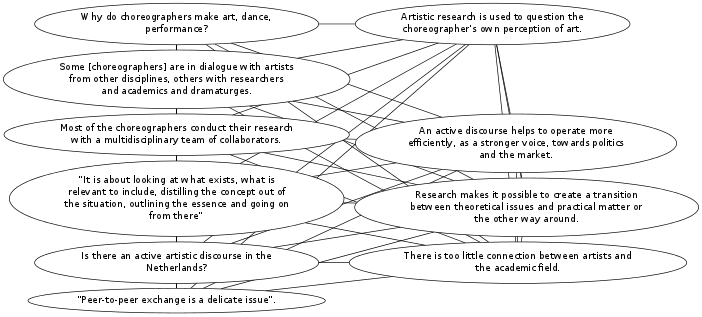 Why do choreographers make art, dance,
performance?
Artistic research is used to question the
choreographer's own perception of art.
Some [choreographers] are in dialogue with artists
from other disciplines, others with researchers
and academics and dramaturges.
Most of the choreographers conduct their research
with a multidisciplinary team of collaborators.
An active discourse helps to operate more
efficiently, as a stronger voice, towards politics
and the market.
"It is about looking at what exists, what is
relevant to include, distilling the concept out of
the situation, outlining the essence and going on
from there"
Research makes it possible to create a transition
between theoretical issues and practical matter or
the other way around.
Is there an active artistic discourse in the
Netherlands?
There is too little connection between artists and
the academic field.
"Peer-to-peer exchange is a delicate issue".